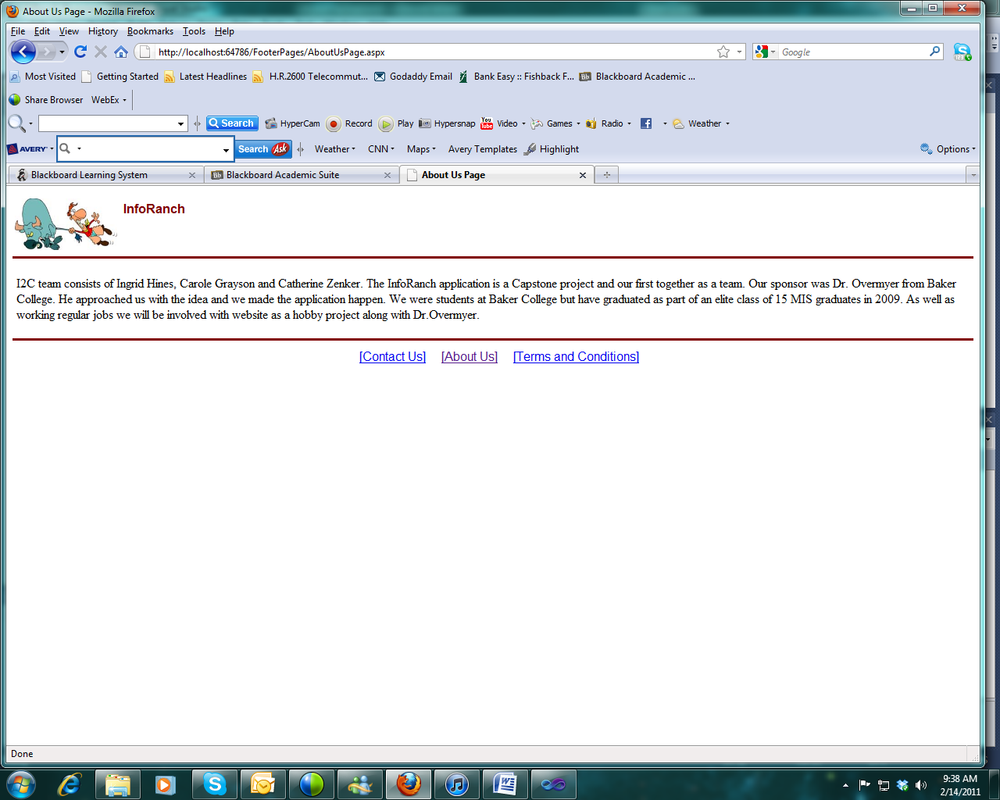 About Us Page - Mozilla Firefox
File Edit View History Bookmarks Tools Help
http://localhost:64786/FooterPages/AboutUsPage.aspx Google
Most Visited Getting Started Latest Headlines H.R.2600 Telecommut... Godaddy Email Bank Easy :: Fishback F... Bb Blackboard Academic ...
Share Browser WebEx
Search HyperCam Record Play Hypersnap You Tube Video Games Radio Weather
AVERY Search Ask Weather CNN Maps Avery Templates Highlight Options
Blackboard Learning System Bb Blackboard Academic Suite About Us Page
InfoRanch
I2C team consists of Ingrid Hines, Carole Grayson and Catherine Zenker. The InfoRanch application is a Capstone project and our first together as a team. Our sponsor was Dr. Overmyer from Baker
College. He approached us with the idea and we made the application happen. We were students at Baker College but have graduated as part of an elite class of 15 MIS graduates in 2009. As well as
working regular jobs we will be involved with website as a hobby project along with Dr.Overmyer.
[Contact Us] [About Us] [Terms and Conditions]
Done
9:38 AM
2/14/2011